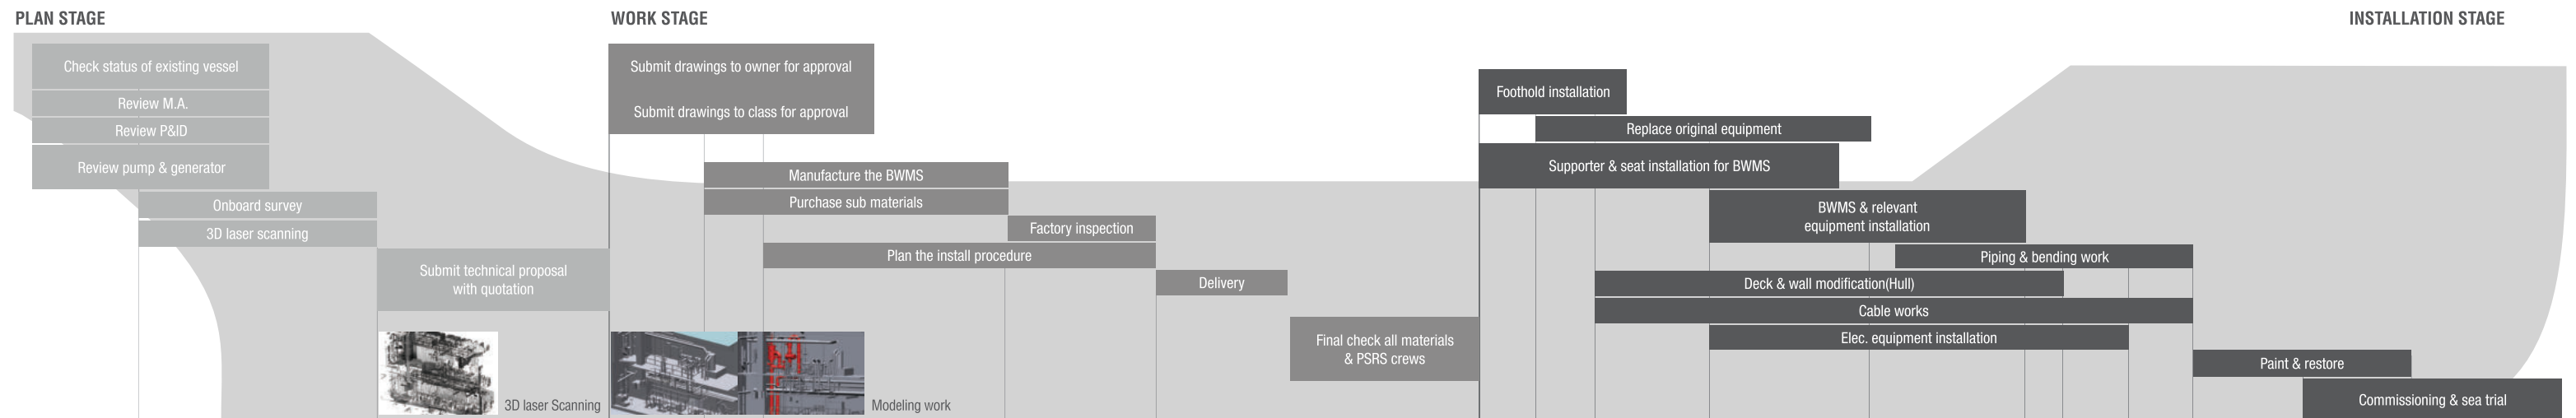 PLAN STAGE
WORK STAGE
INSTALLATION STAGE
Check status of existing vessel
Review M.A.
Review P&ID
Review pump & generator
Onboard survey
3D laser scanning
Submit technical proposal
with quotation
3D laser Scanning
Submit drawings to owner for approval
Submit drawings to class for approval
Manufacture the BWMS
Purchase sub materials
Factory inspection
Plan the install procedure
Delivery
Final check all materials
& PSRS crews
Modeling work
Foothold installation
Replace original equipment
Supporter & seat installation for BWMS
BWMS & relevant
equipment installation
Piping & bending work
Deck & wall modification(Hull)
Cable works
Elec. equipment installation
Paint & restore
Commissioning & sea trial